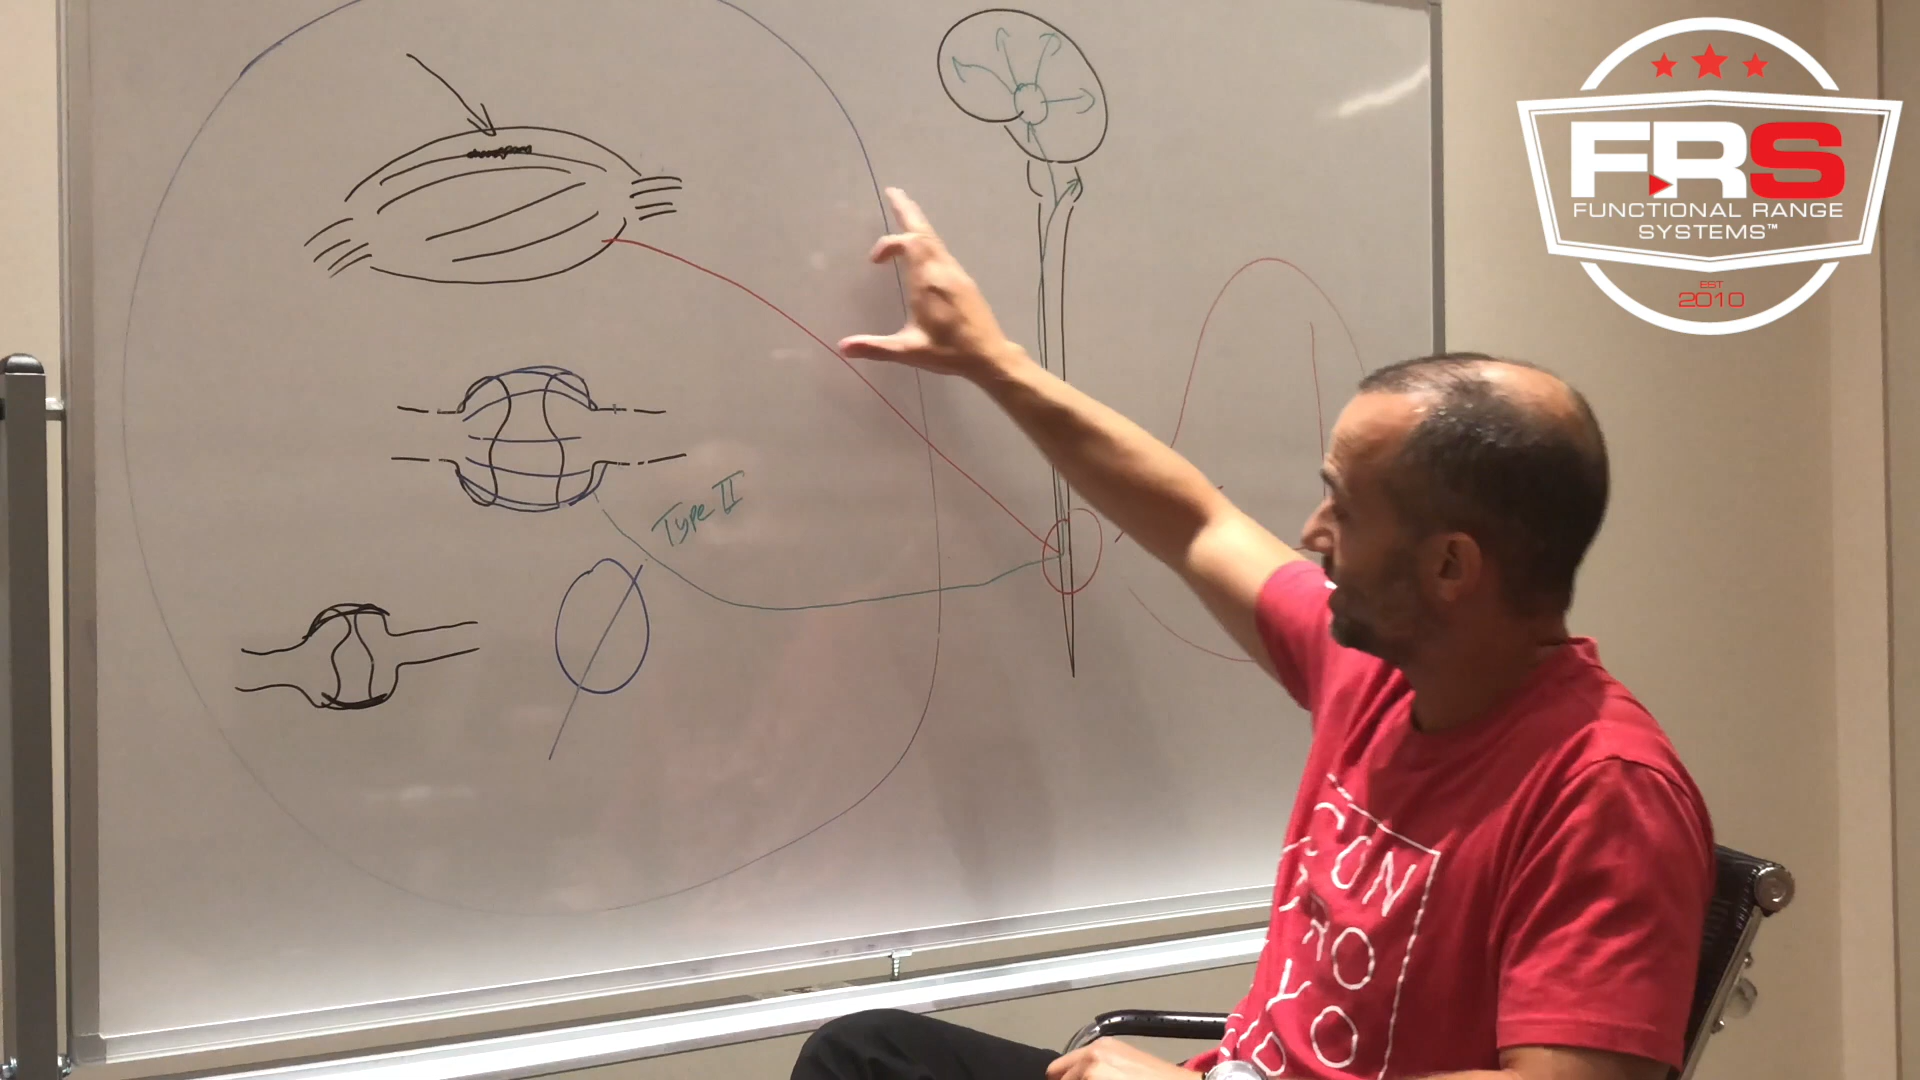 FRS
FUNCTIONAL RANGE
SYSTEMS™
EST
2010
Type II